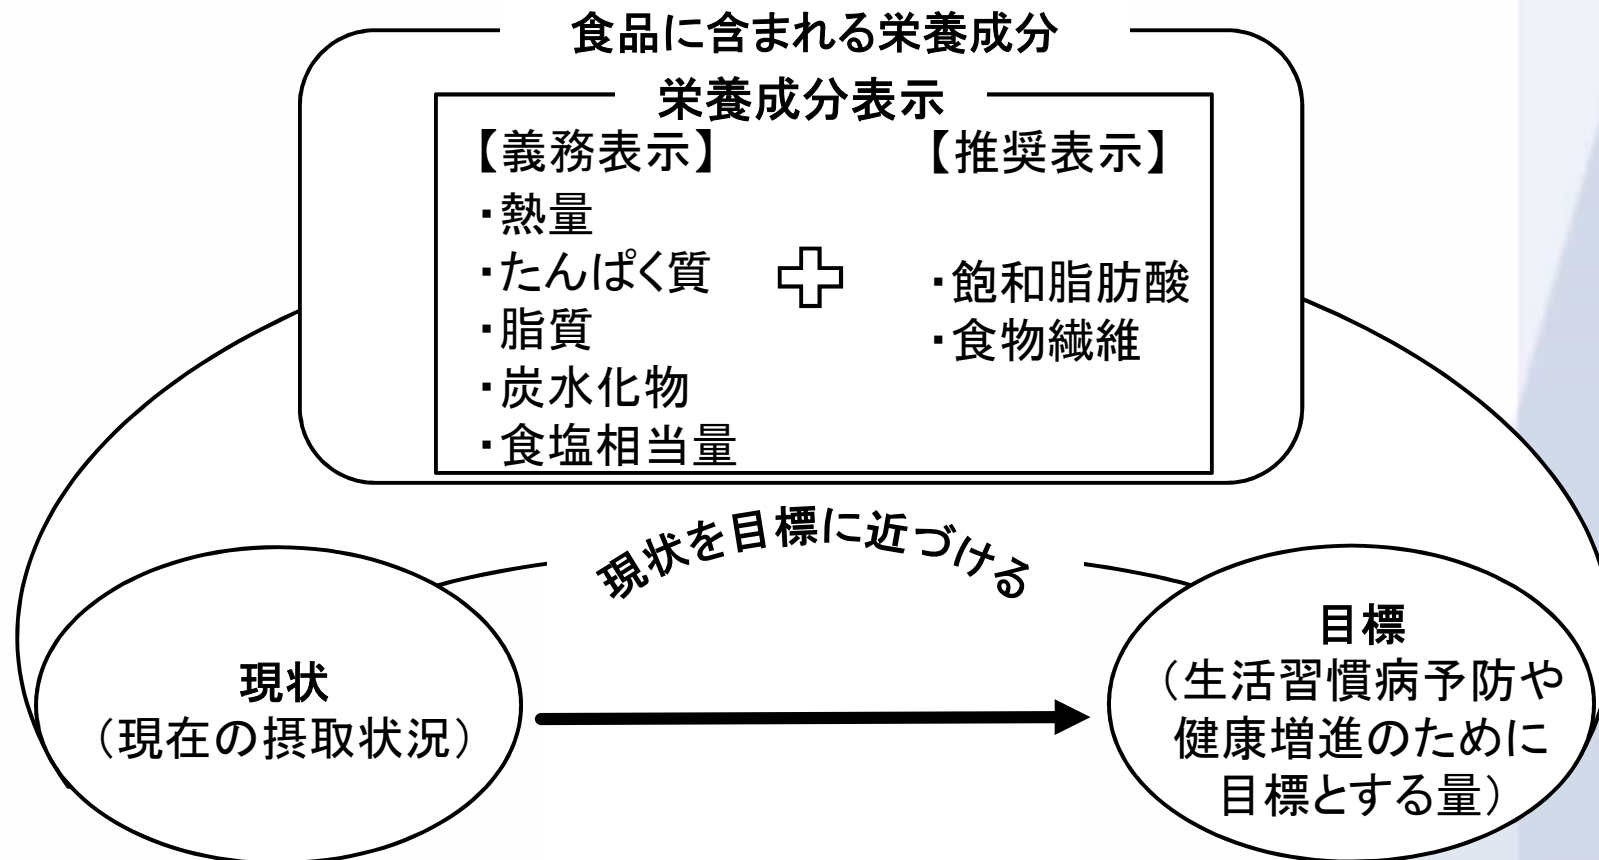 食品に含まれる栄養成分
栄養成分表示
【義務表示】
・熱量
・たんぱく質
・脂質
・炭水化物
・食塩相当量
【推奨表示】
・飽和脂肪酸
・食物繊維
現状を目標に近づける
現状
（現在の摂取状況）
目標
（生活習慣病予防や
健康増進のために
目標とする量）